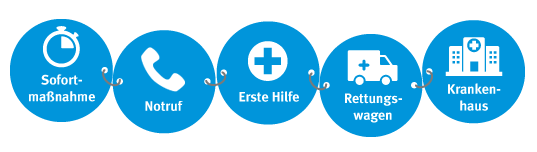 Sofort-
maßnahme
Notruf
Erste Hilfe
Rettungs-
wagen
Kranken-
haus